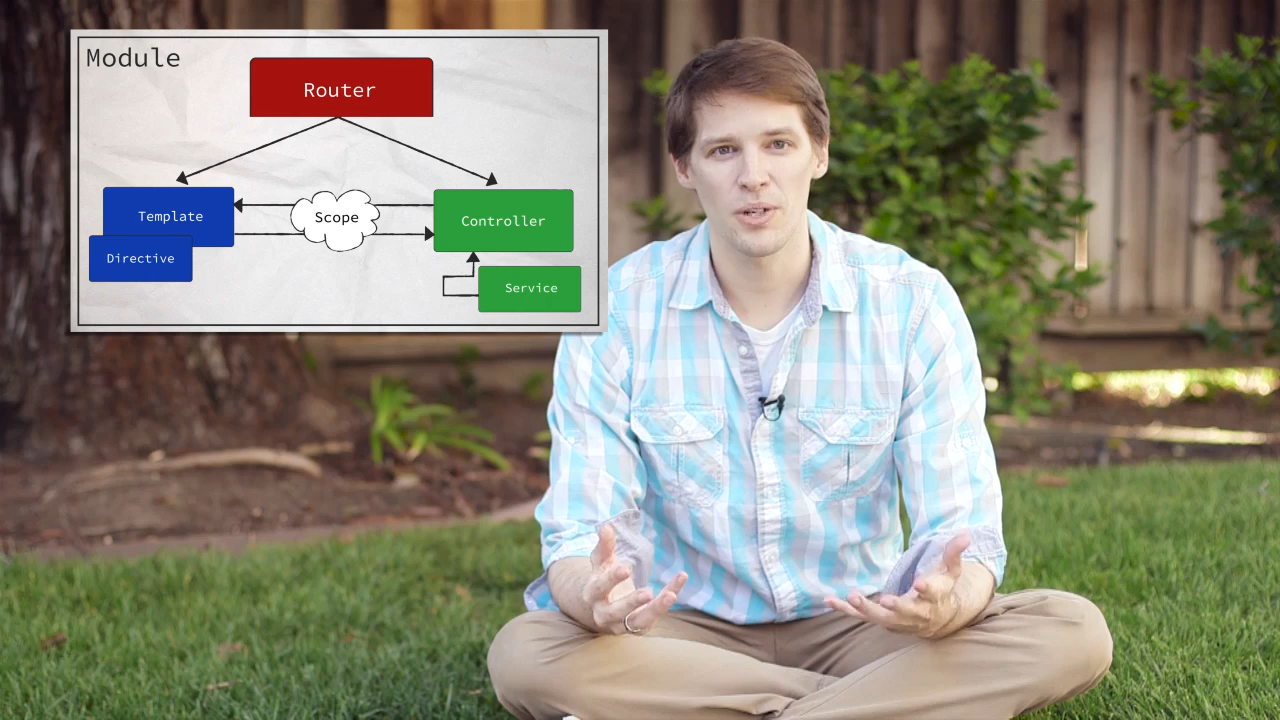 Module
Router
Template
Scope
Controller
Directive
Service